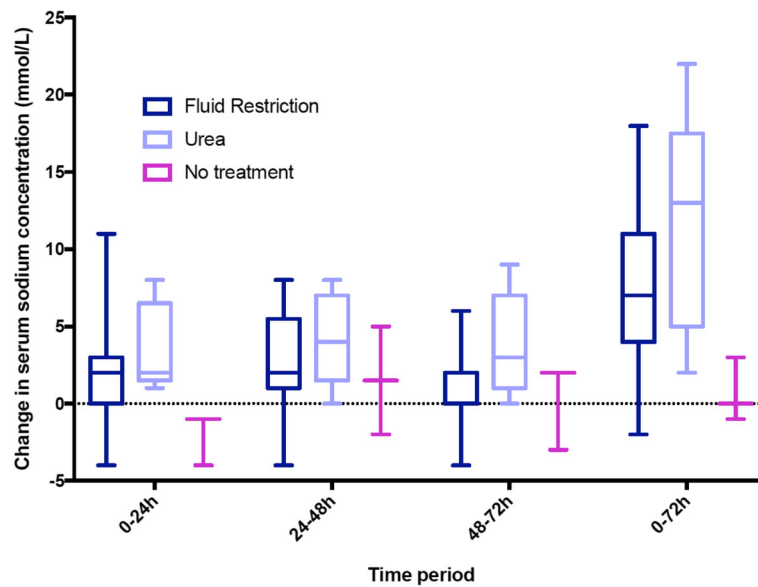 Change in serum sodium concentration (mmol/L)
25
20
15
10
5
0
-5
Fluid Restriction
Urea
No treatment
0-24h
24-48h
48-72h
0-72h
Time period